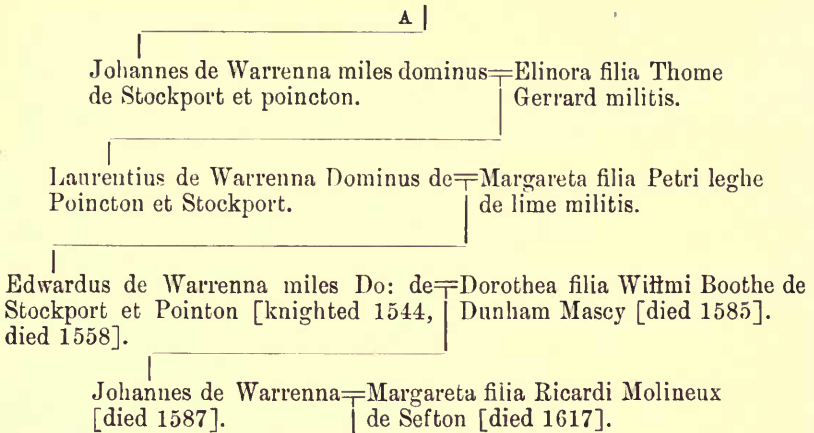 A
Johannes de Warrenna miles dominus Elinora filia Thome
de Stockport et poincton. Gerrard militis.
Laurentius de Warrenna Dominus de Margareta filia Petri leghe
Poincton et Stockport. de lime militis.
Edwardus de Warrenna miles Do: de Dorothea filia Wiłłmi Boothe de
Stockport et Pointon [knighted 1544, Dunham Mascy [died 1585].
died 1558].
Johannes de Warrenna Margareta filia Ricardi Molineux
[died 1587]. de Sefton [died 1617].